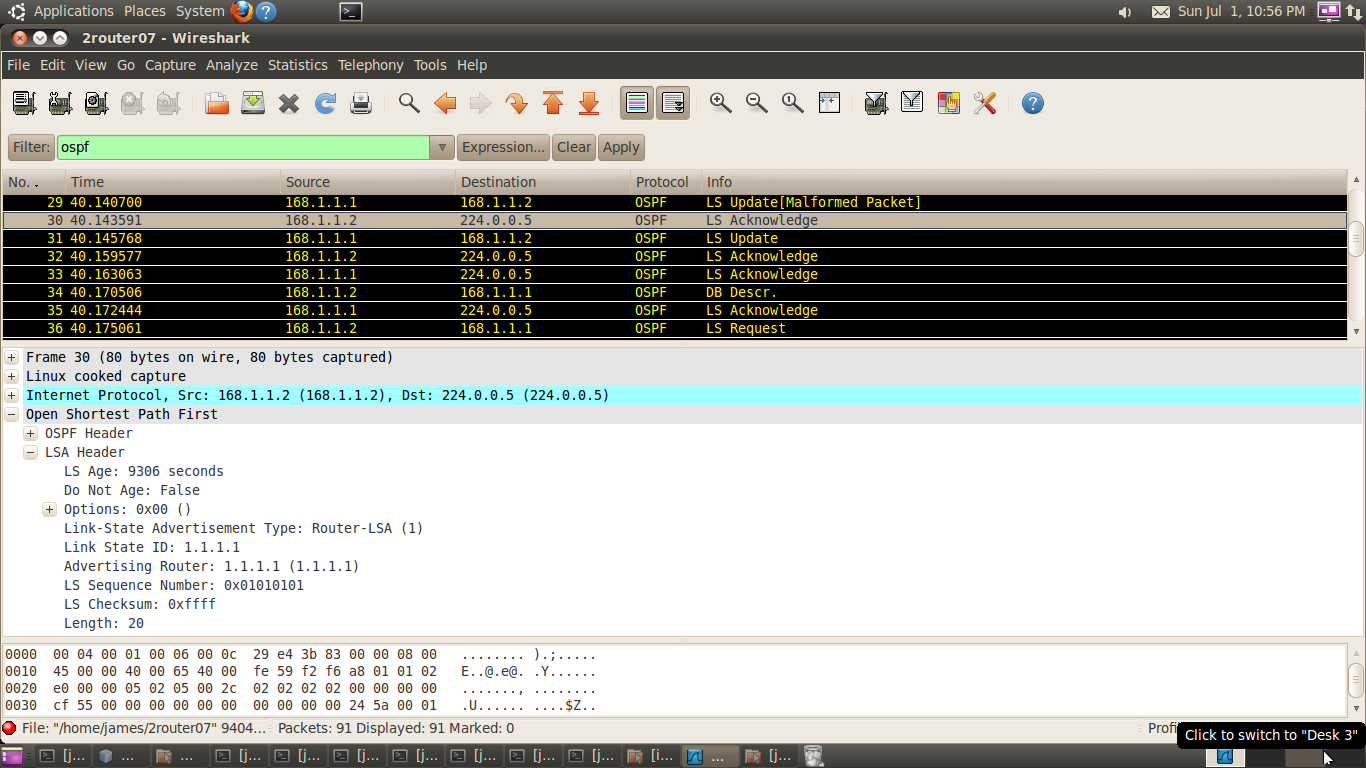 Applications Places System Sun Jul 1, 10:56 PM
2router07 - Wireshark
File Edit View Go Capture Analyze Statistics Telephony Tools Help
Filter: ospf Expression... Clear Apply
No. Time Source Destination Protocol Info
29 40.140700 168.1.1.1 168.1.1.2 OSPF LS Update[Malformed Packet]
30 40.143591 168.1.1.2 224.0.0.5 OSPF LS Acknowledge
31 40.145768 168.1.1.1 168.1.1.2 OSPF LS Update
32 40.159577 168.1.1.2 224.0.0.5 OSPF LS Acknowledge
33 40.163063 168.1.1.1 224.0.0.5 OSPF LS Acknowledge
34 40.170506 168.1.1.2 168.1.1.1 OSPF DB Descr.
35 40.172444 168.1.1.1 224.0.0.5 OSPF LS Acknowledge
36 40.175061 168.1.1.2 168.1.1.1 OSPF LS Request
Frame 30 (80 bytes on wire, 80 bytes captured)
Linux cooked capture
Internet Protocol, Src: 168.1.1.2 (168.1.1.2), Dst: 224.0.0.5 (224.0.0.5)
Open Shortest Path First
OSPF Header
LSA Header
LS Age: 9306 seconds
Do Not Age: False
Options: 0x00 ()
Link-State Advertisement Type: Router-LSA (1)
Link State ID: 1.1.1.1
Advertising Router: 1.1.1.1 (1.1.1.1)
LS Sequence Number: 0x01010101
LS Checksum: 0xffff
Length: 20
0000 00 04 00 01 00 06 00 0c 29 e4 3b 83 00 00 08 00 ........ ).;.....
0010 45 00 00 40 00 65 40 00 fe 59 f2 f6 a8 01 01 02 E..@.e@. .Y......
0020 e0 00 00 05 02 05 00 2c 02 02 02 02 00 00 00 00 ......., ........
0030 cf 55 00 00 00 00 00 00 00 00 00 00 24 5a 00 01 .U...... ....$Z..
File: "/home/james/2router07" 9404... Packets: 91 Displayed: 91 Marked: 0 Profi
Click to switch to "Desk 3"
[j... ... ... [j... [j... [j... [j... [j... [j... [j... [i... ... [j...